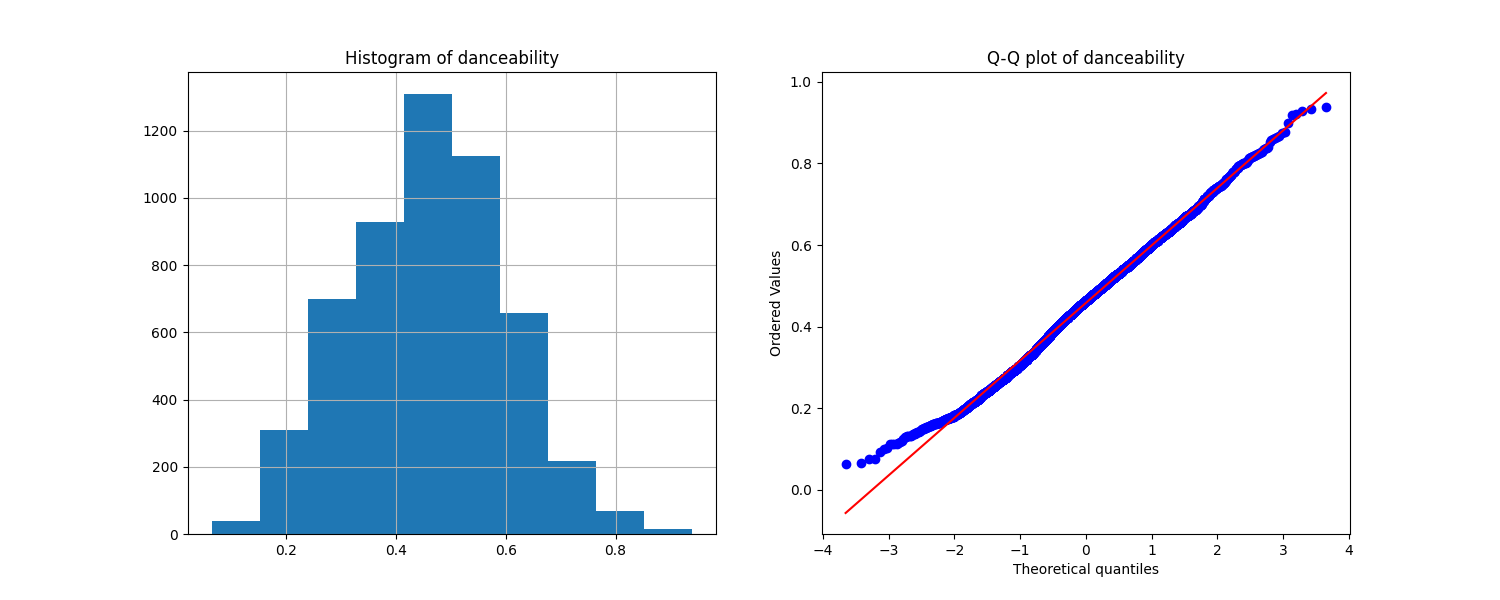 Histogram of danceability
1200
1000
800
600
400
200
0
0.2 0.4 0.6 0.8
Q-Q plot of danceability
Ordered Values
1.0
0.8
0.6
0.4
0.2
0.0
−4 −3 −2 −1 0 1 2 3 4
Theoretical quantiles